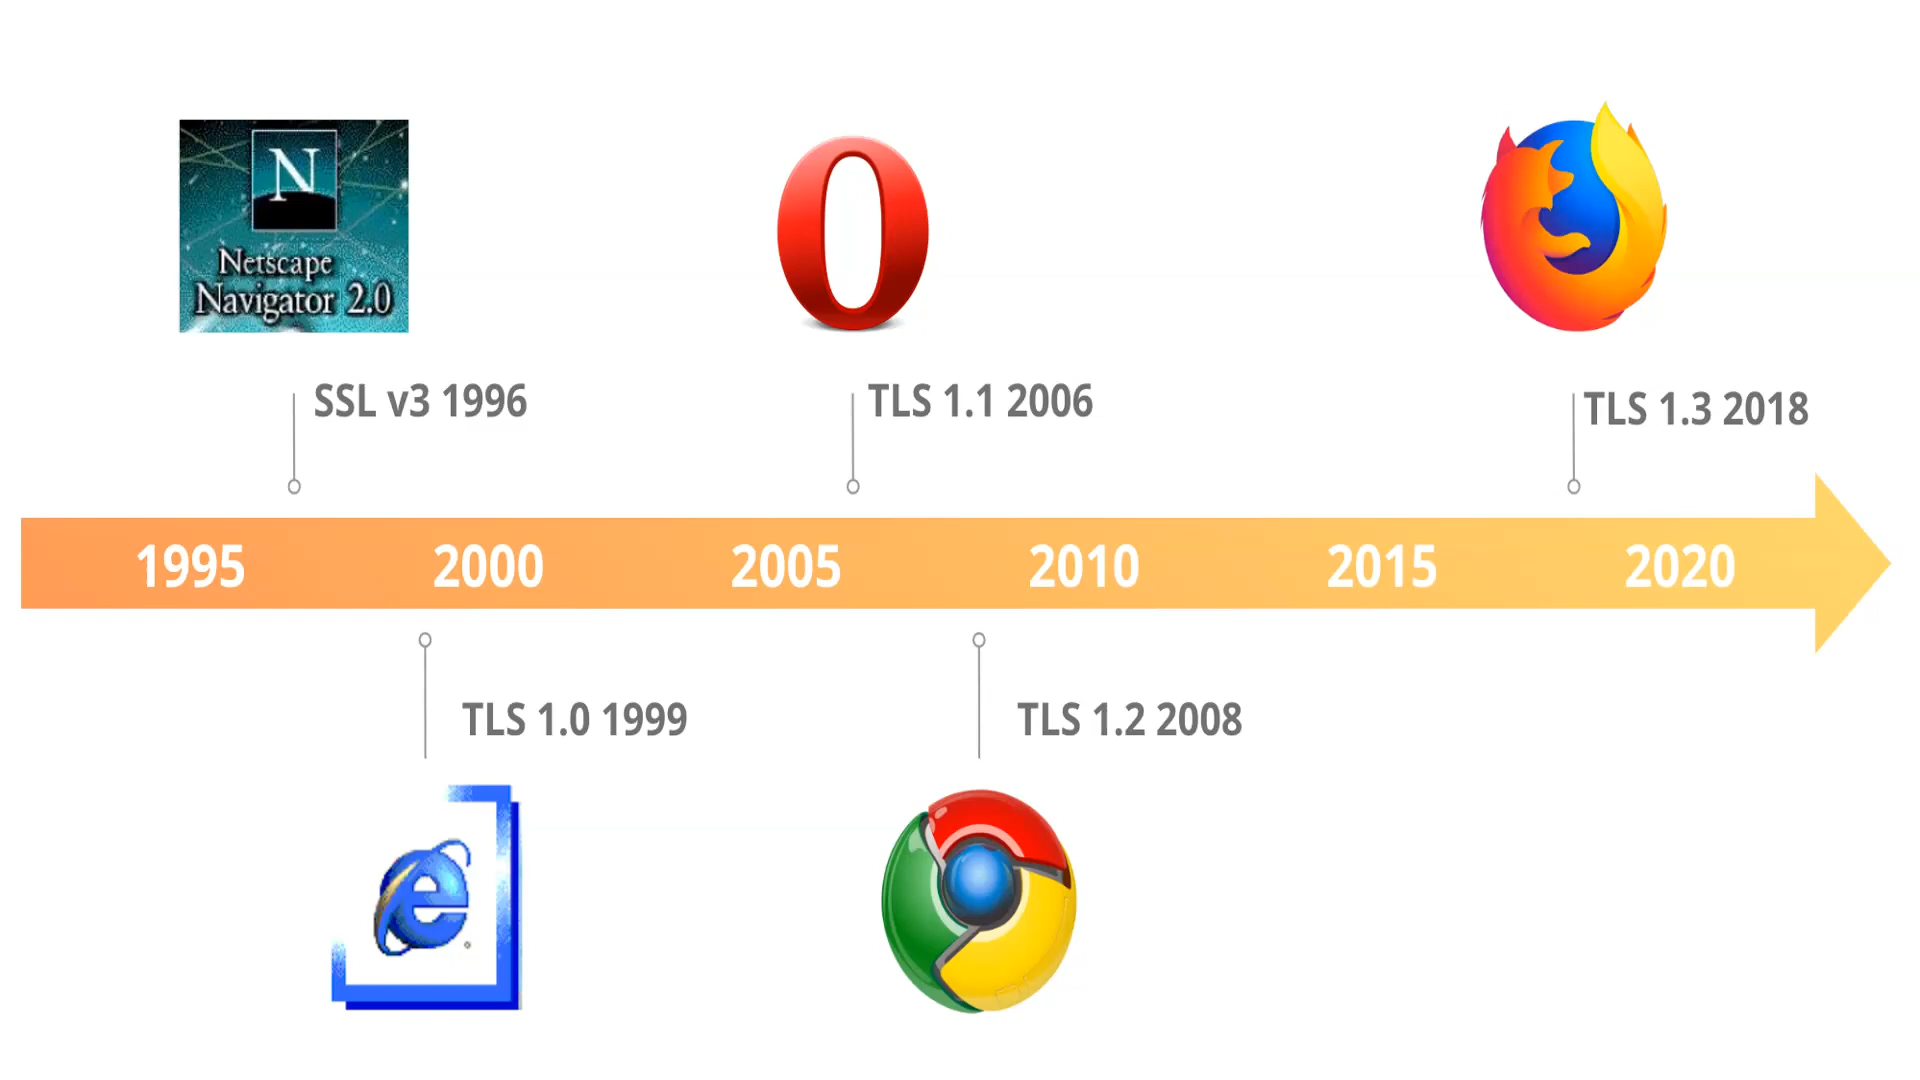 N
Netscape
Navigator 2.0
SSL v3 1996
TLS 1.1 2006
TLS 1.3 2018
1995 2000 2005 2010 2015 2020
TLS 1.0 1999
TLS 1.2 2008